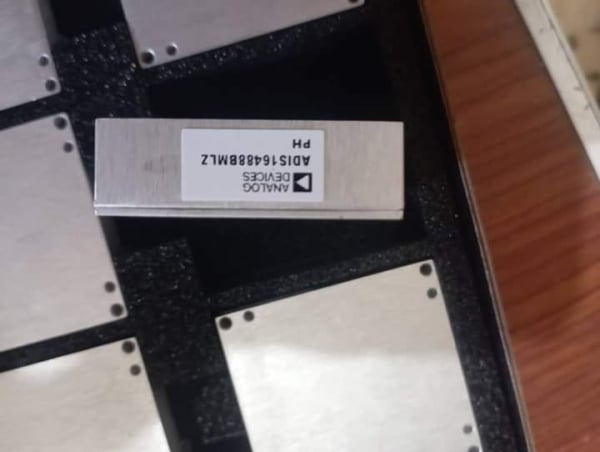 ANALOG
DEVICES
ADIS16488BMLZ
PH